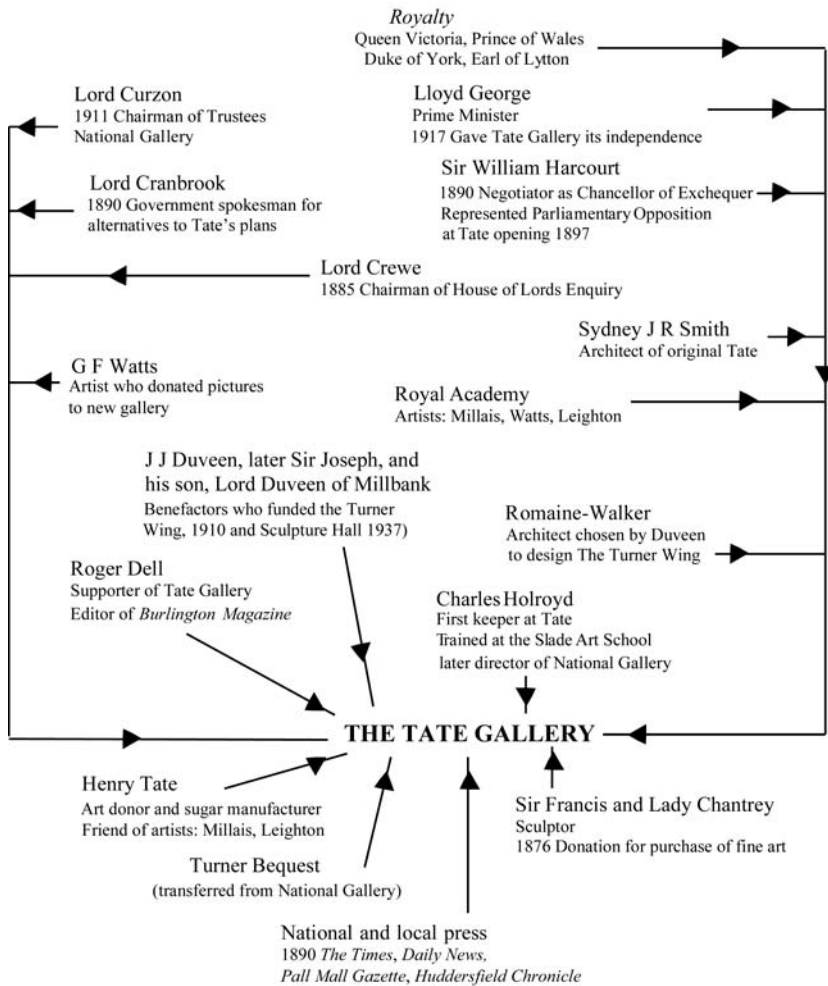 Royalty
Queen Victoria, Prince of Wales
Duke of York, Earl of Lytton
Lord Curzon
1911 Chairman of Trustees
National Gallery
Lloyd George
Prime Minister
1917 Gave Tate Gallery its independence
Lord Cranbrook
1890 Government spokesman for
alternatives to Tate's plans
Sir William Harcourt
1890 Negotiator as Chancellor of Exchequer
Represented Parliamentary Opposition
at Tate opening 1897
Lord Crewe
1885 Chairman of House of Lords Enquiry
Sydney J R Smith
Architect of original Tate
G F Watts
Artist who donated pictures
to new gallery
Royal Academy
Artists: Millais, Watts, Leighton
J J Duveen, later Sir Joseph, and
his son, Lord Duveen of Millbank
Benefactors who funded the Turner
Wing, 1910 and Sculpture Hall 1937)
Romaine-Walker
Architect chosen by Duveen
to design The Turner Wing
Roger Dell
Supporter of Tate Gallery
Editor of Burlington Magazine
Charles Holroyd
First keeper at Tate
Trained at the Slade Art School
later director of National Gallery
THE TATE GALLERY
Henry Tate
Art donor and sugar manufacturer
Friend of artists: Millais, Leighton
Sir Francis and Lady Chantrey
Sculptor
1876 Donation for purchase of fine art
Turner Bequest
(transferred from National Gallery)
National and local press
1890 The Times, Daily News,
Pall Mall Gazette, Huddersfield Chronicle